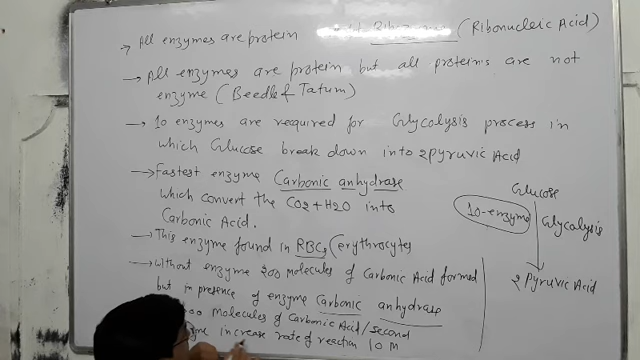 → All enzymes are protein Ribozyme (Ribonucleic Acid)
→ All enzymes are protein but all proteins are not
enzyme (Beedle & Tatum)
→ 10 enzymes are required for Glycolysis process in
which Glucose break down into 2 pyruvic Acid
→ Fastest enzyme Carbonic anhydrase
which convert the CO2 + H2O into
Carbonic Acid.
→ This enzyme found in RBCs (erythrocytes
→ without enzyme 200 molecules of Carbonic Acid formed
but in presence of enzyme Carbonic anhydrase
molecules of Carbonic Acid/second
increase rate of reaction 10 M
Glucose
10-enzyme Glycolysis
2 Pyruvic Acid